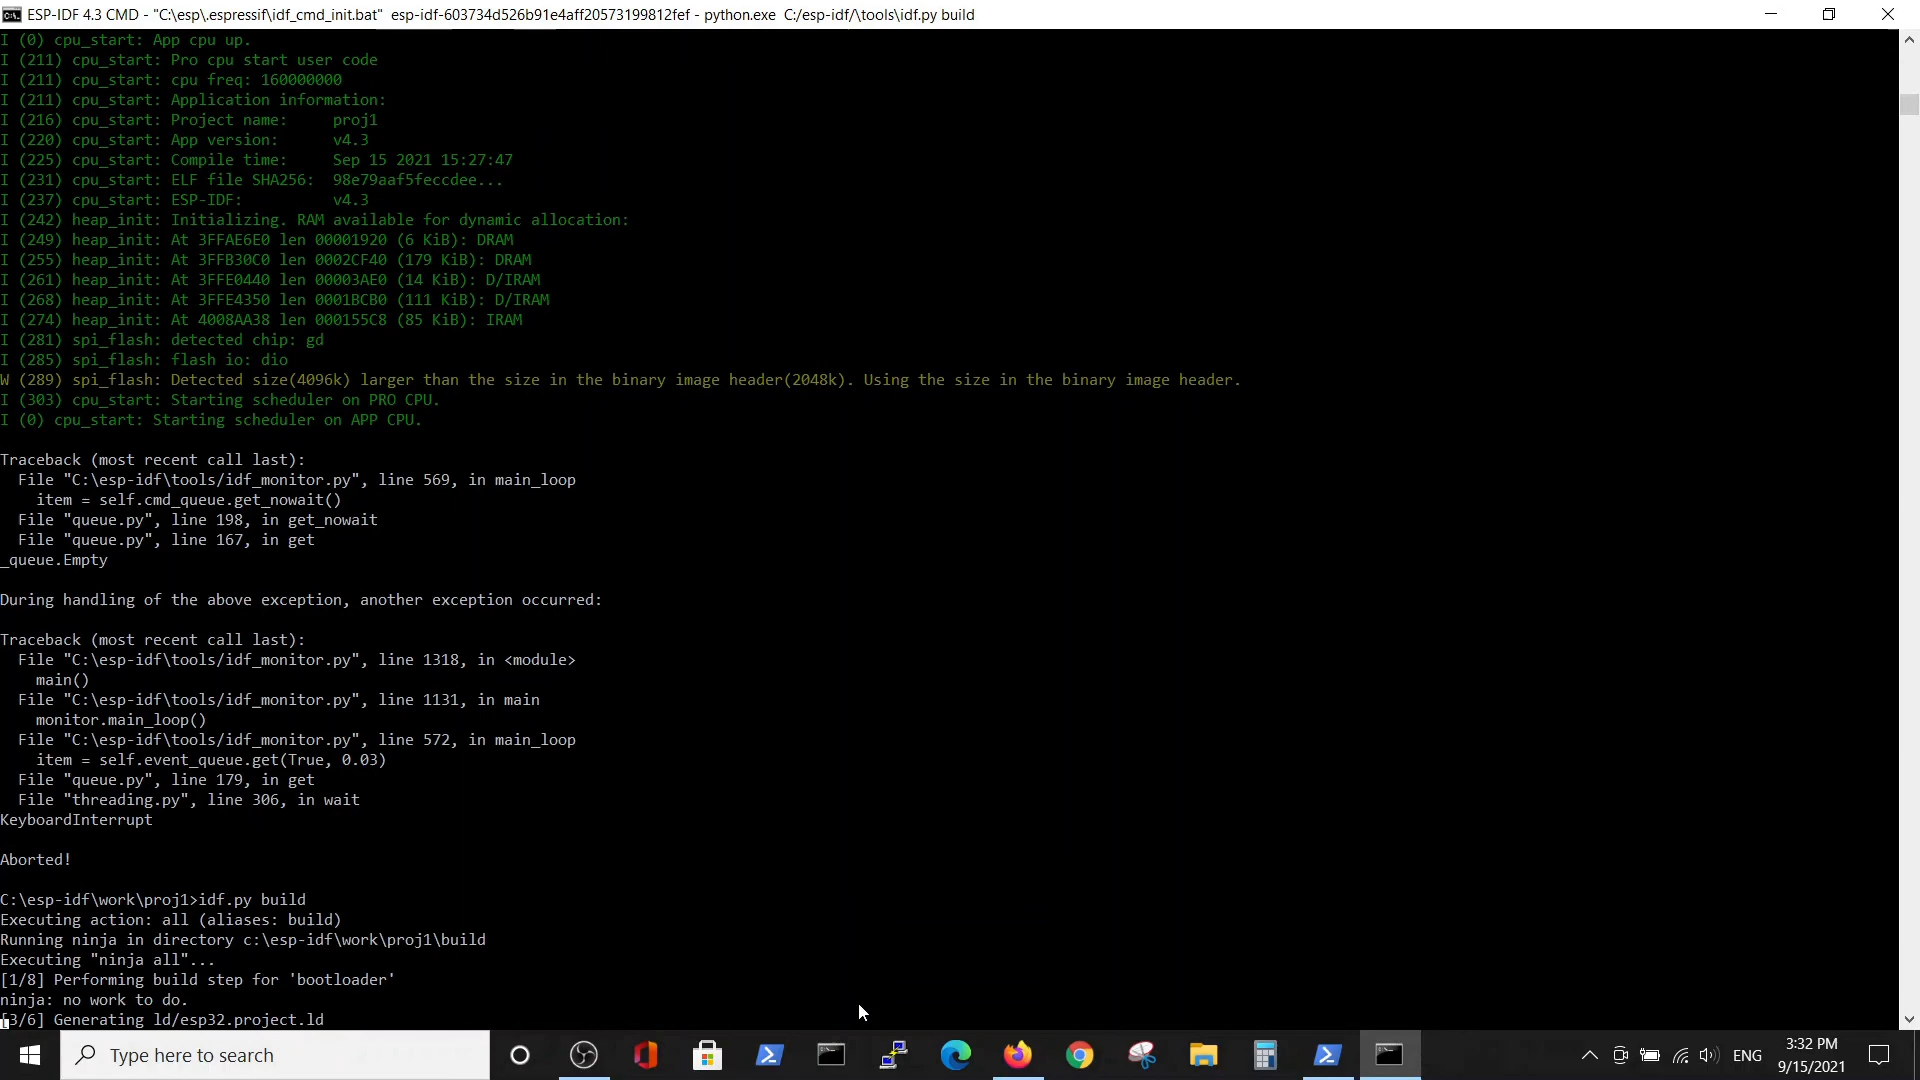 ESP-IDF 4.3 CMD - "C:\esp\.espressif\idf_cmd_init.bat"  esp-idf-603734d526b91e4aff20573199812fef - python.exe  C:/esp-idf/\tools\idf.py build
I (0) cpu_start: App cpu up.
I (211) cpu_start: Pro cpu start user code
I (211) cpu_start: cpu freq: 160000000
I (211) cpu_start: Application information:
I (216) cpu_start: Project name:     proj1
I (220) cpu_start: App version:      v4.3
I (225) cpu_start: Compile time:     Sep 15 2021 15:27:47
I (231) cpu_start: ELF file SHA256:  98e79aaf5feccdee...
I (237) cpu_start: ESP-IDF:          v4.3
I (242) heap_init: Initializing. RAM available for dynamic allocation:
I (249) heap_init: At 3FFAE6E0 len 00001920 (6 KiB): DRAM
I (255) heap_init: At 3FFB30C0 len 0002CF40 (179 KiB): DRAM
I (261) heap_init: At 3FFE0440 len 00003AE0 (14 KiB): D/IRAM
I (268) heap_init: At 3FFE4350 len 0001BCB0 (111 KiB): D/IRAM
I (274) heap_init: At 4008AA38 len 000155C8 (85 KiB): IRAM
I (281) spi_flash: detected chip: gd
I (285) spi_flash: flash io: dio
W (289) spi_flash: Detected size(4096k) larger than the size in the binary image header(2048k). Using the size in the binary image header.
I (303) cpu_start: Starting scheduler on PRO CPU.
I (0) cpu_start: Starting scheduler on APP CPU.
Traceback (most recent call last):
  File "C:\esp-idf\tools/idf_monitor.py", line 569, in main_loop
    item = self.cmd_queue.get_nowait()
  File "queue.py", line 198, in get_nowait
  File "queue.py", line 167, in get
_queue.Empty
During handling of the above exception, another exception occurred:
Traceback (most recent call last):
  File "C:\esp-idf\tools/idf_monitor.py", line 1318, in <module>
    main()
  File "C:\esp-idf\tools/idf_monitor.py", line 1131, in main
    monitor.main_loop()
  File "C:\esp-idf\tools/idf_monitor.py", line 572, in main_loop
    item = self.event_queue.get(True, 0.03)
  File "queue.py", line 179, in get
  File "threading.py", line 306, in wait
KeyboardInterrupt
Aborted!
C:\esp-idf\work\proj1>idf.py build
Executing action: all (aliases: build)
Running ninja in directory c:\esp-idf\work\proj1\build
Executing "ninja all"...
[1/8] Performing build step for 'bootloader'
ninja: no work to do.
[3/6] Generating ld/esp32.project.ld
Type here to search
ENG
3:32 PM
9/15/2021